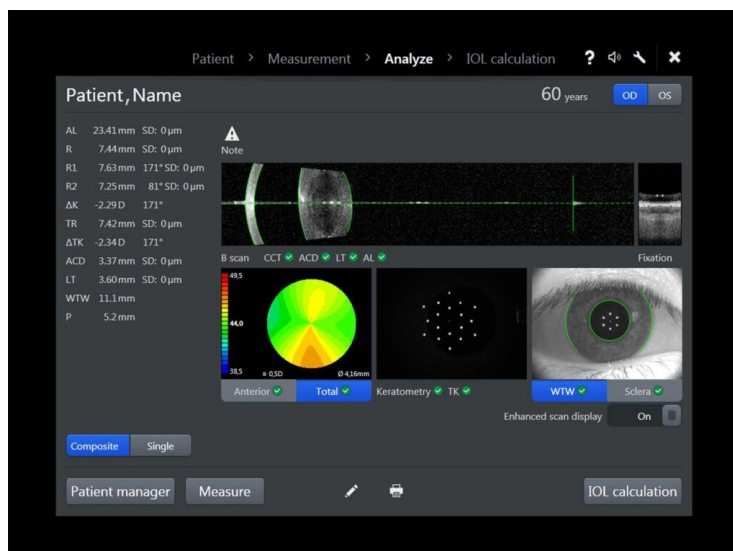 Patient > Measurement > Analyze > IOL calculation ?
Patient, Name
60 years
OD OS
AL 23.41 mm SD: 0 µm
R 7.44 mm SD: 0 µm
R1 7.63 mm 171° SD: 0 µm
R2 7.25 mm 81° SD: 0 µm
ΔK -2.29 D 171°
TR 7.42 mm SD: 0 µm
ΔTK -2.34 D 171°
ACD 3.37 mm SD: 0 µm
LT 3.60 mm SD: 0 µm
WTW 11.1 mm
P 5.2 mm
Note
B scan CCT ACD LT AL
Fixation
49,5
44,0
38,5
¤ 0,5D Ø 4,16mm
Anterior Total
Keratometry TK
WTW Sclera
Enhanced scan display On
Composite Single
Patient manager Measure
IOL calculation